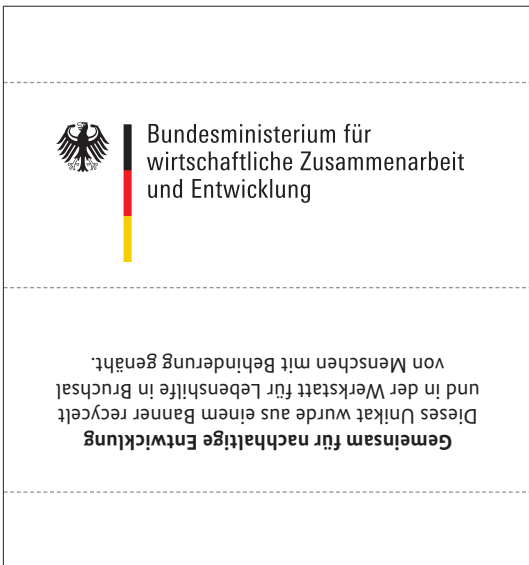 Bundesministerium für
wirtschaftliche Zusammenarbeit
und Entwicklung
Gemeinsam für nachhaltige Entwicklung
Dieses Unikat wurde aus einem Banner recycelt
und in der Werkstatt für Lebenshilfe in Bruchsal
von Menschen mit Behinderung genäht.